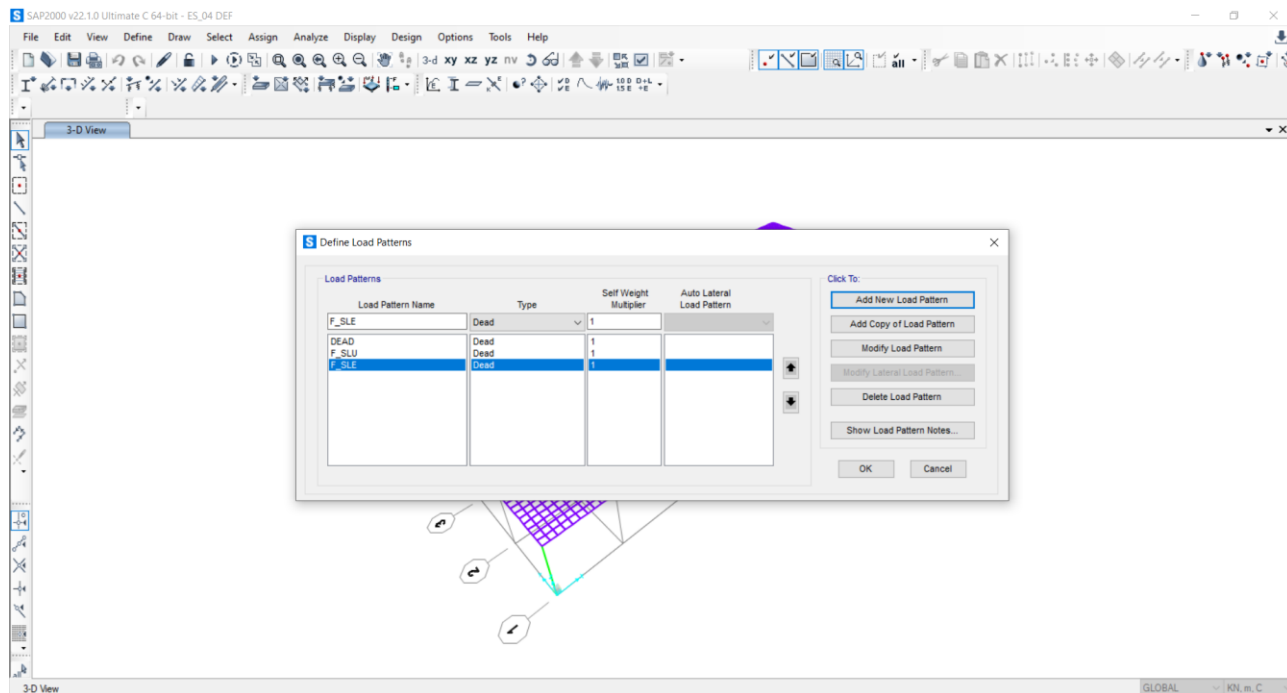 SAP2000 v22.1.0 Ultimate C 64-bit - ES_04 DEF
File Edit View Define Draw Select Assign Analyze Display Design Options Tools Help
3-d xy xz yz nv
all
3-D View
Define Load Patterns
Load Patterns
Click To:
Load Pattern Name Type Self Weight Multiplier Auto Lateral Load Pattern
F_SLE Dead 1
DEAD Dead 1
F_SLU Dead 1
F_SLE Dead 1
Add New Load Pattern
Add Copy of Load Pattern
Modify Load Pattern
Modify Lateral Load Pattern...
Delete Load Pattern
Show Load Pattern Notes...
OK Cancel
3
2
1
3-D View GLOBAL KN, m, C